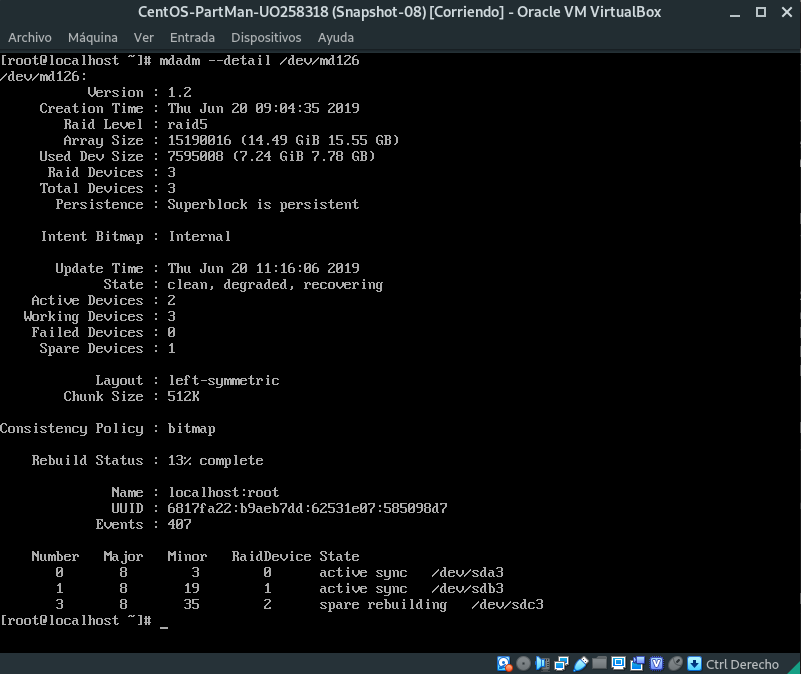 CentOS-PartMan-UO258318 (Snapshot-08) [Corriendo] - Oracle VM VirtualBox
Archivo Máquina Ver Entrada Dispositivos Ayuda
[root@localhost ~]# mdadm --detail /dev/md126
/dev/md126:
Version : 1.2
Creation Time : Thu Jun 20 09:04:35 2019
Raid Level : raid5
Array Size : 15190016 (14.49 GiB 15.55 GB)
Used Dev Size : 7595008 (7.24 GiB 7.78 GB)
Raid Devices : 3
Total Devices : 3
Persistence : Superblock is persistent
Intent Bitmap : Internal
Update Time : Thu Jun 20 11:16:06 2019
State : clean, degraded, recovering
Active Devices : 2
Working Devices : 3
Failed Devices : 0
Spare Devices : 1
Layout : left-symmetric
Chunk Size : 512K
Consistency Policy : bitmap
Rebuild Status : 13% complete
Name : localhost:root
UUID : 6817fa22:b9aeb7dd:62531e07:585098d7
Events : 407
Number Major Minor RaidDevice State
0 8 3 0 active sync /dev/sda3
1 8 19 1 active sync /dev/sdb3
3 8 35 2 spare rebuilding /dev/sdc3
[root@localhost ~]# _
Ctrl Derecho